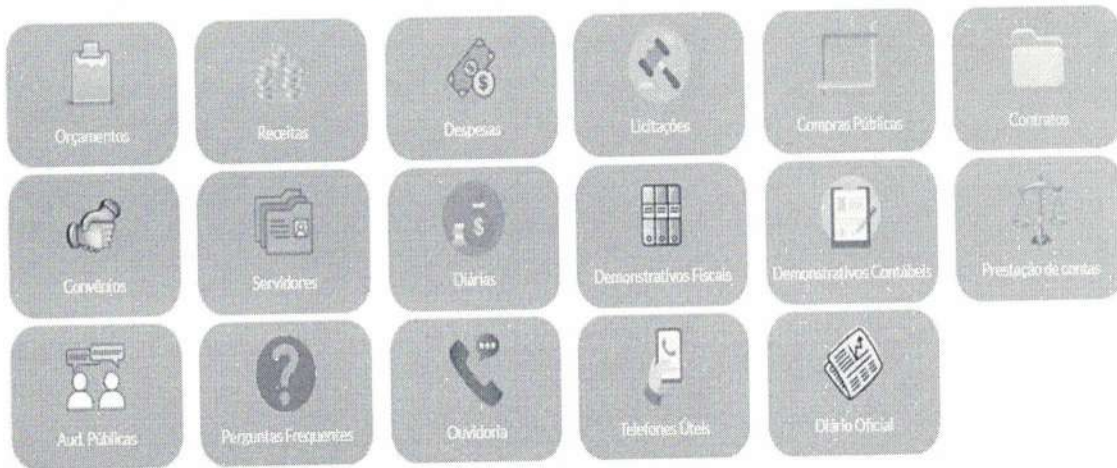 Orçamentos
Receitas
Despesas
Licitações
Compras Públicas
Contratos
Convênios
Servidores
Diárias
Demonstrativos Fiscais
Demonstrativos Contábeis
Prestação de contas
Aud. Públicas
Perguntas Frequentes
Ouvidoria
Telefones Úteis
Diário Oficial